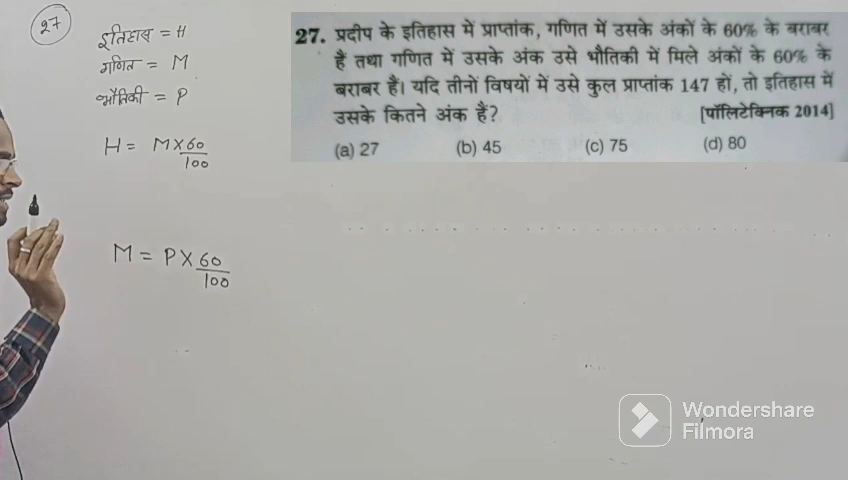 27
इतिहास = H
गणित = M
भौतिकी = P
H = M×60/100
M = P×60/100
27. प्रदीप के इतिहास में प्राप्तांक, गणित में उसके अंकों के 60% के बराबर
हैं तथा गणित में उसके अंक उसे भौतिकी में मिले अंकों के 60% के
बराबर हैं। यदि तीनों विषयों में उसे कुल प्राप्तांक 147 हों, तो इतिहास में
उसके कितने अंक हैं? [पॉलिटेक्निक 2014]
(a) 27 (b) 45 (c) 75 (d) 80
Wondershare
Filmora